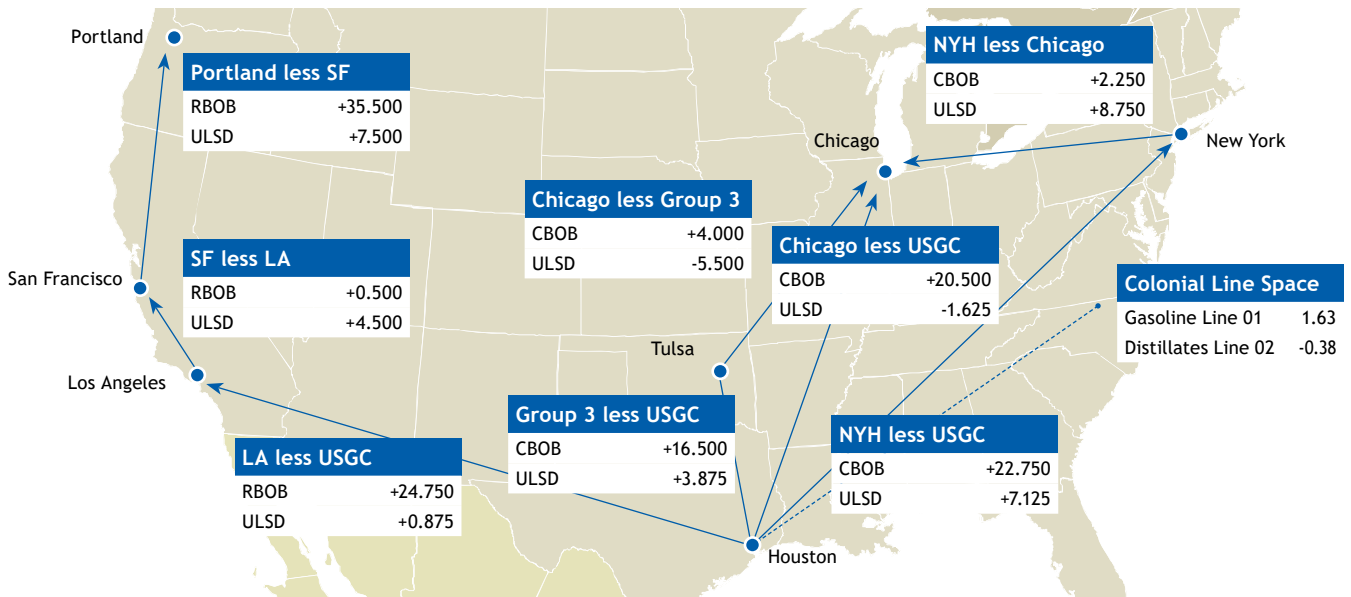 Portland
Portland less SF
RBOB +35.500
ULSD +7.500
NYH less Chicago
CBOB +2.250
ULSD +8.750
Chicago
New York
Chicago less Group 3
CBOB +4.000
ULSD -5.500
Chicago less USGC
CBOB +20.500
ULSD -1.625
San Francisco
SF less LA
RBOB +0.500
ULSD +4.500
Colonial Line Space
Gasoline Line 01 1.63
Distillates Line 02 -0.38
Tulsa
Los Angeles
Group 3 less USGC
CBOB +16.500
ULSD +3.875
NYH less USGC
CBOB +22.750
ULSD +7.125
LA less USGC
RBOB +24.750
ULSD +0.875
Houston